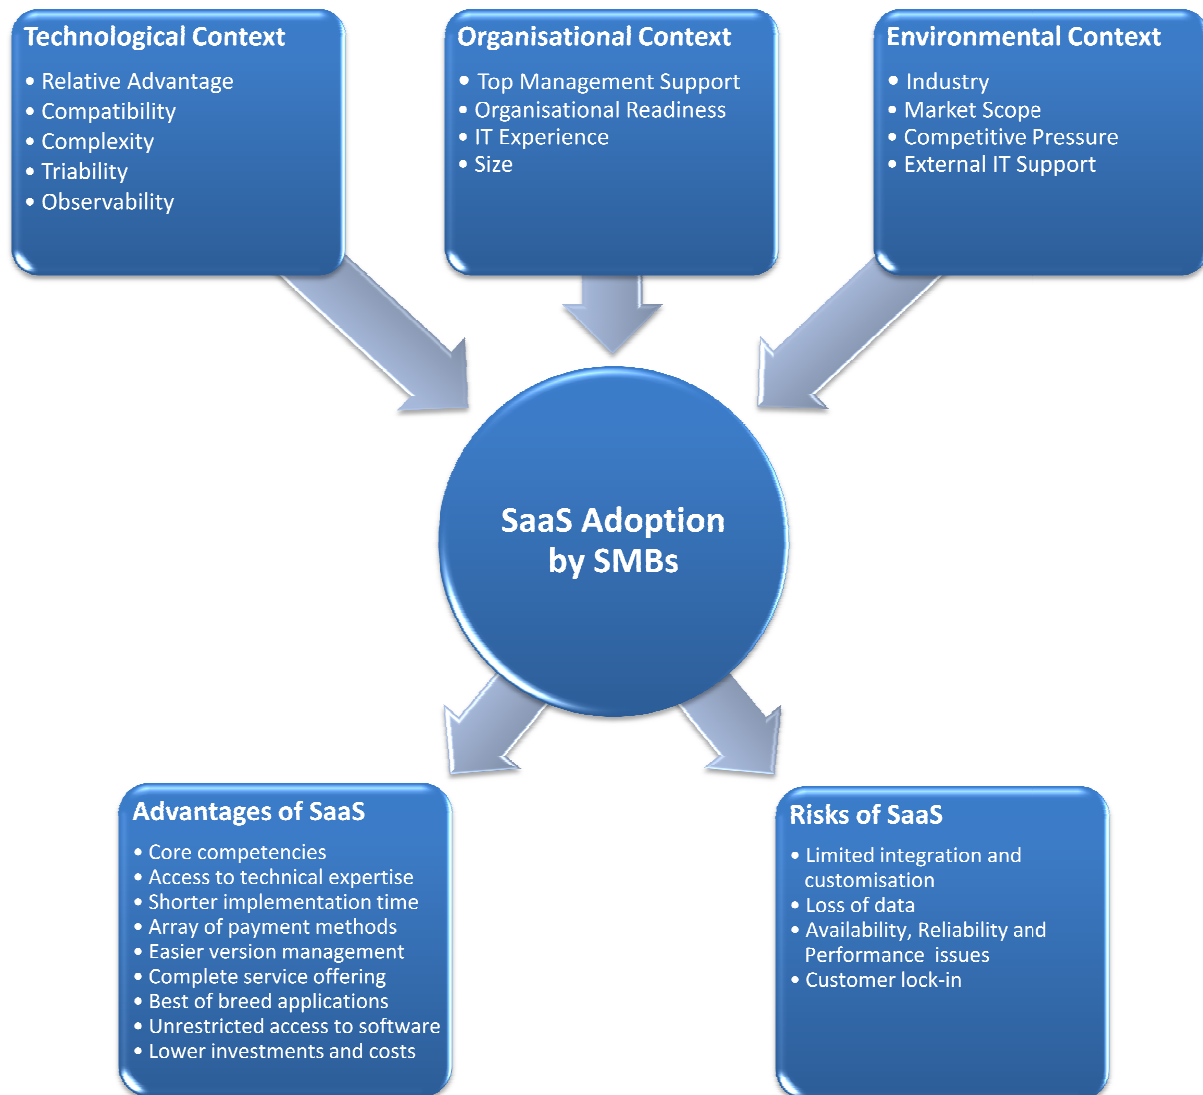 Technological Context
• Relative Advantage
• Compatibility
• Complexity
• Triability
• Observability
Organisational Context
• Top Management Support
• Organisational Readiness
• IT Experience
• Size
Environmental Context
• Industry
• Market Scope
• Competitive Pressure
• External IT Support
SaaS Adoption
by SMBs
Advantages of SaaS
• Core competencies
• Access to technical expertise
• Shorter implementation time
• Array of payment methods
• Easier version management
• Complete service offering
• Best of breed applications
• Unrestricted access to software
• Lower investments and costs
Risks of SaaS
• Limited integration and
customisation
• Loss of data
• Availability, Reliability and
Performance issues
• Customer lock-in